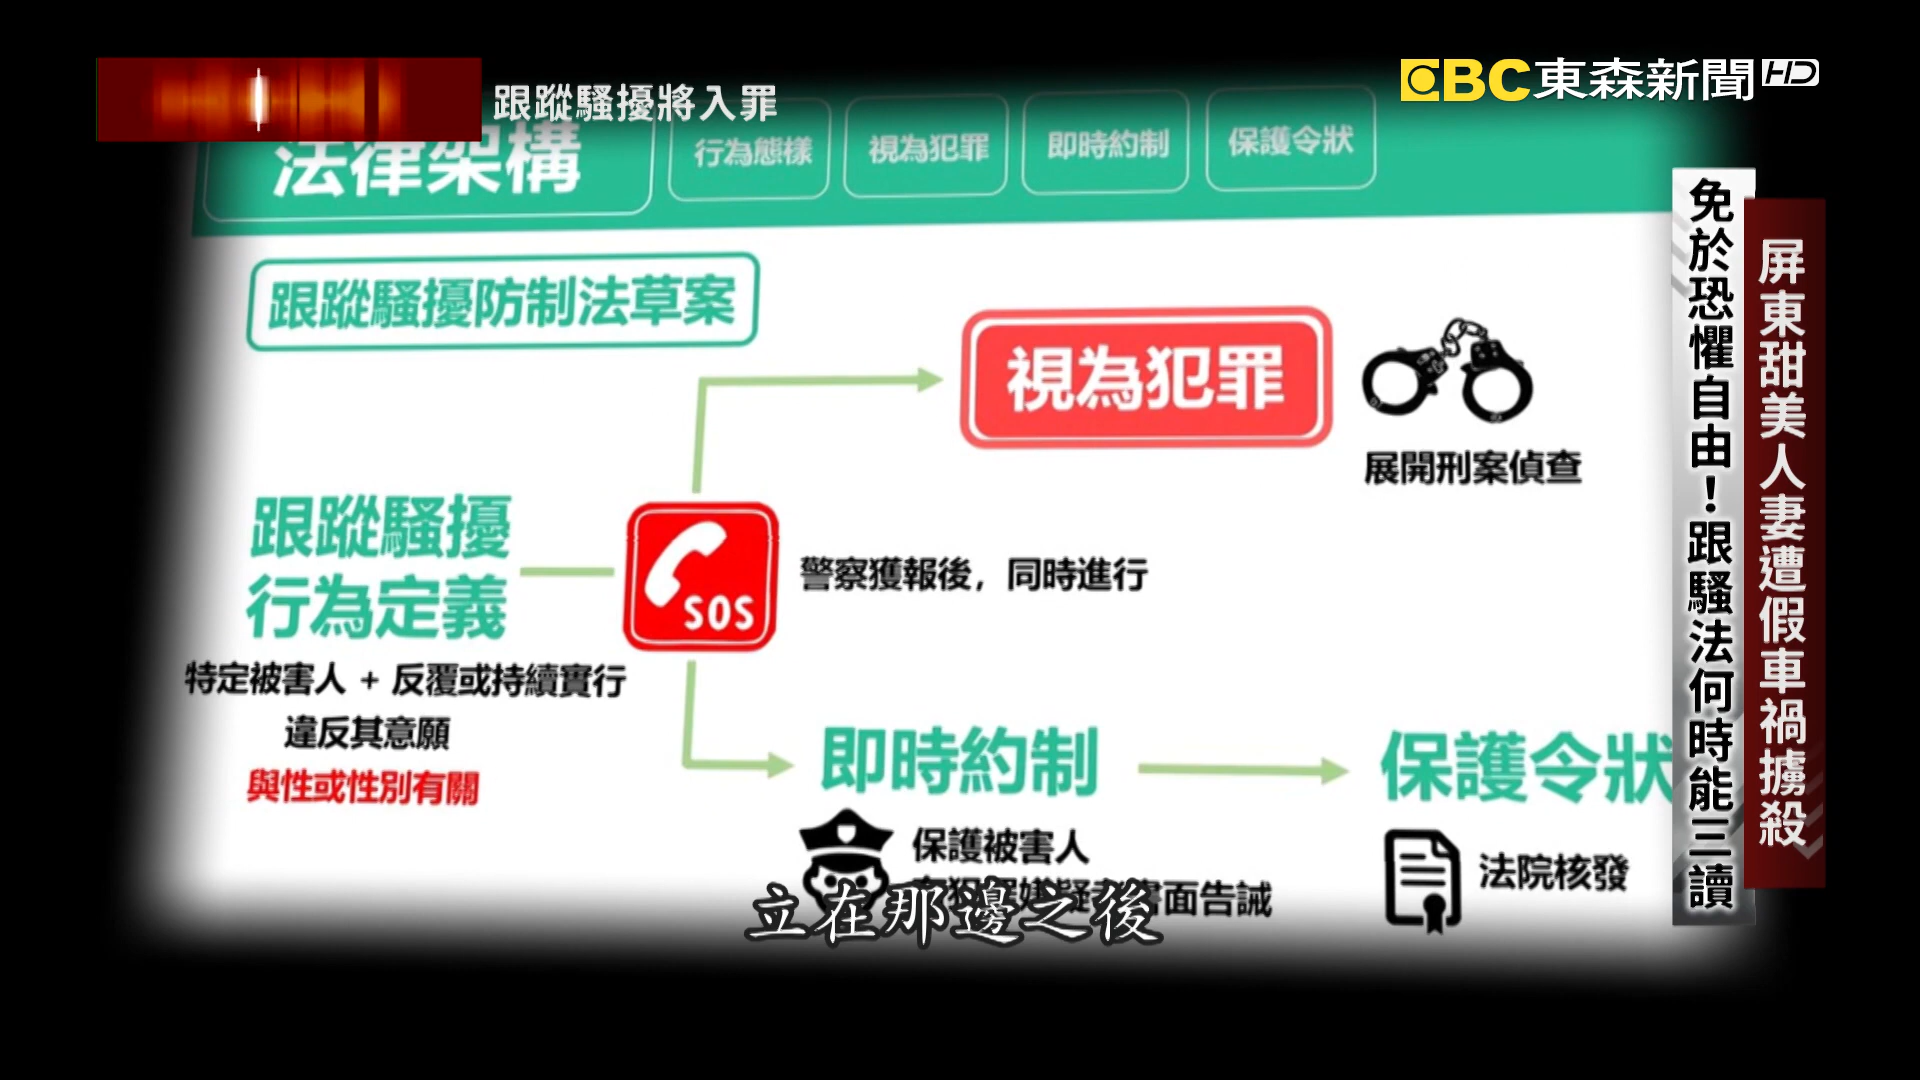 跟蹤騷擾將入罪
EBC東森新聞HD
法律架構
行為態樣
視為犯罪
即時約制
保護令狀
跟蹤騷擾防制法草案
視為犯罪
展開刑案偵查
跟蹤騷擾
行為定義
SOS
警察獲報後，同時進行
特定被害人 + 反覆或持續實行
違反其意願
與性或性別有關
即時約制
保護令狀
保護被害人
書面告誡
法院核發
立在那邊之後
屏東甜美人妻遭假車禍擄殺
免於恐懼自由！跟騷法何時能三讀